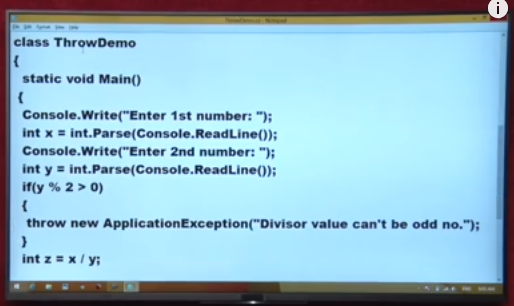 ThrowDemo.cs - Notepad
File Edit Format View Help
class ThrowDemo
{
static void Main()
{
Console.Write("Enter 1st number: ");
int x = int.Parse(Console.ReadLine());
Console.Write("Enter 2nd number: ");
int y = int.Parse(Console.ReadLine());
if(y % 2 > 0)
{
throw new ApplicationException("Divisor value can't be odd no.");
}
int z = x / y;